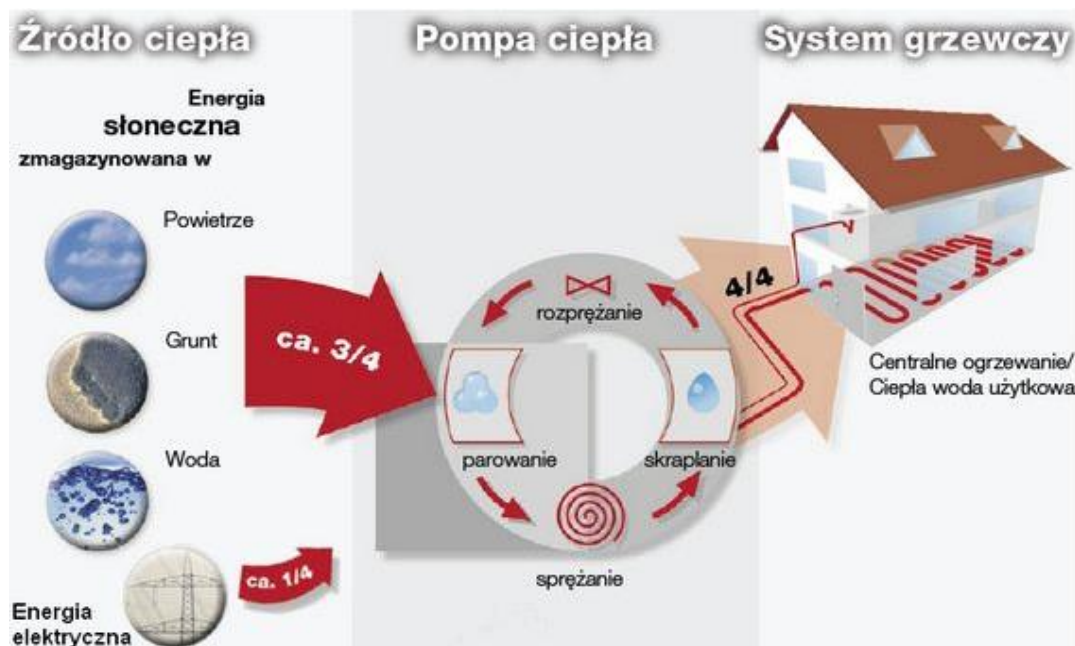 Źródło ciepła
Pompa ciepła
System grzewczy
Energia
słoneczna
zmagazynowana w
Powietrze
Grunt
Woda
Energia
elektryczna
ca. 3/4
ca. 1/4
rozprężanie
parowanie
skraplanie
sprężanie
4/4
Centralne ogrzewanie/
Ciepła woda użytkowa